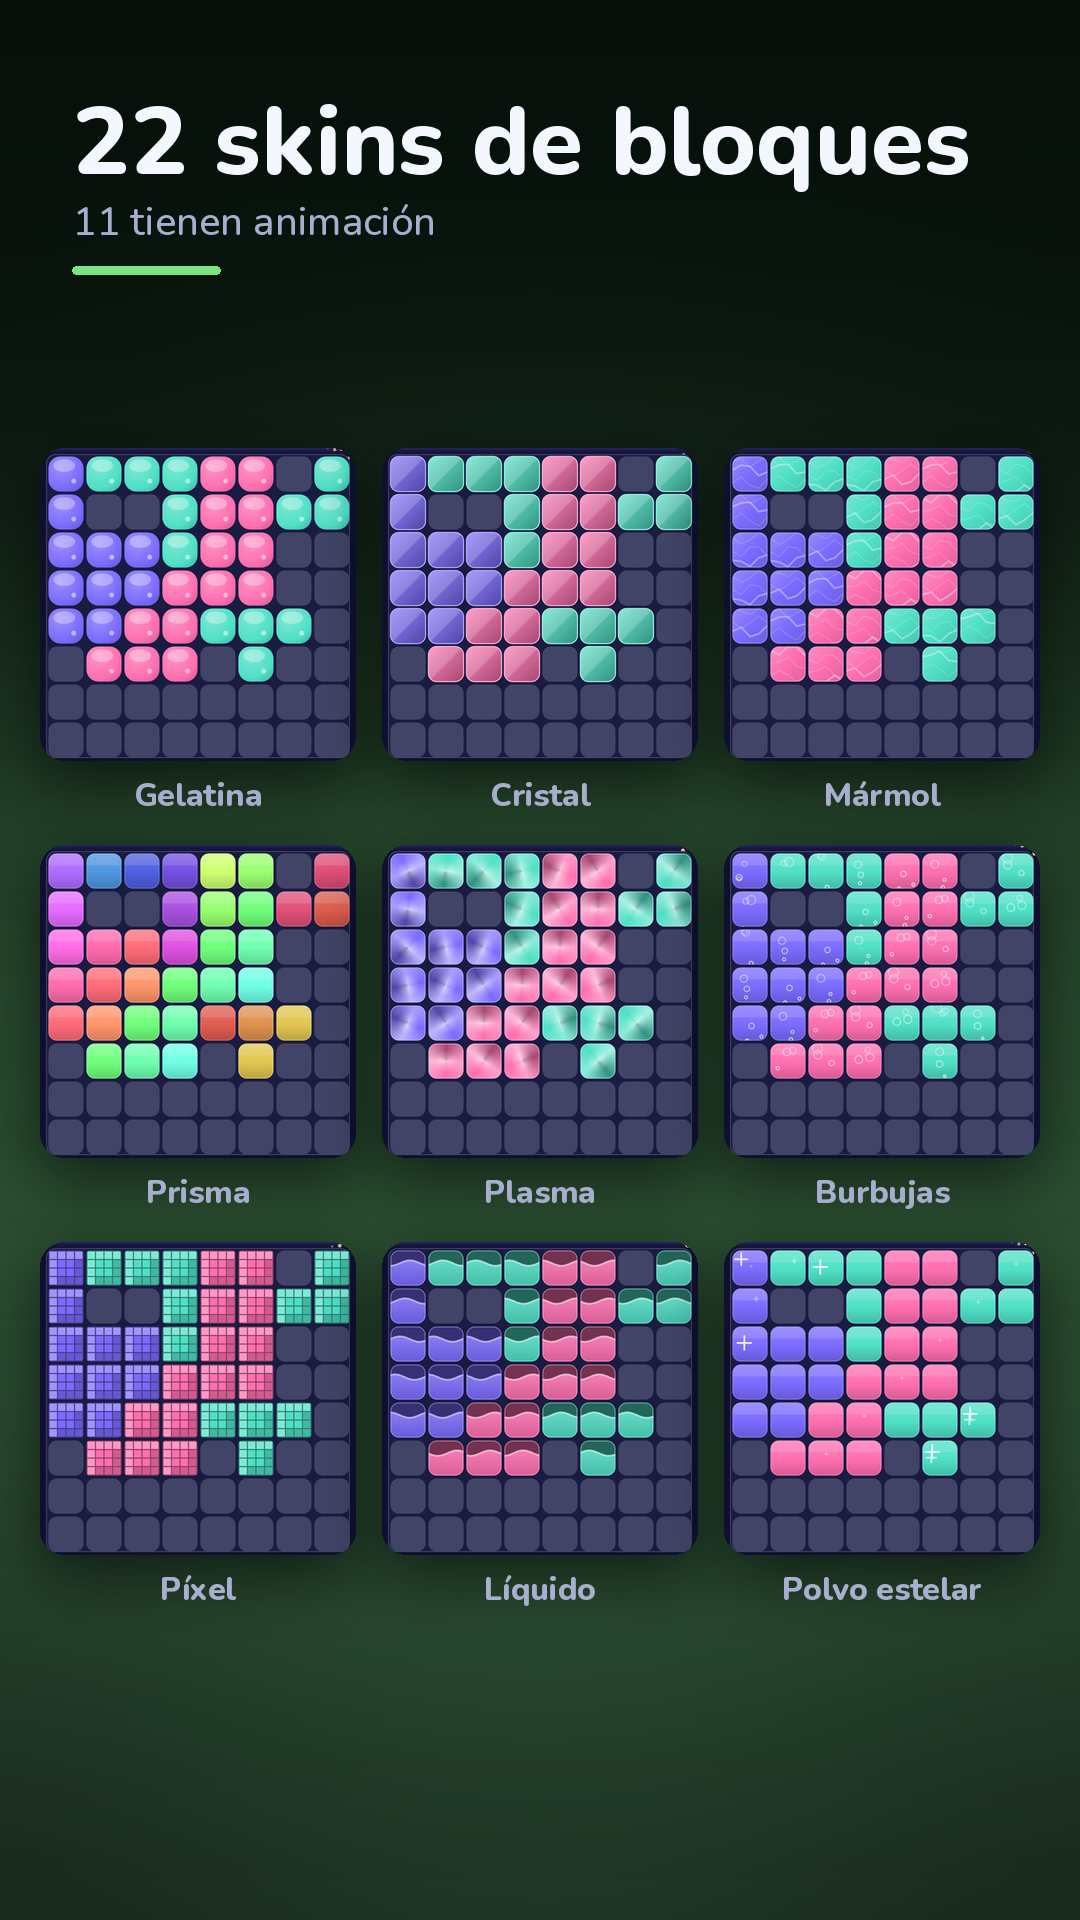 22 skins de bloques
11 tienen animación
Gelatina
Cristal
Mármol
Prisma
Plasma
Burbujas
Píxel
Líquido
Polvo estelar